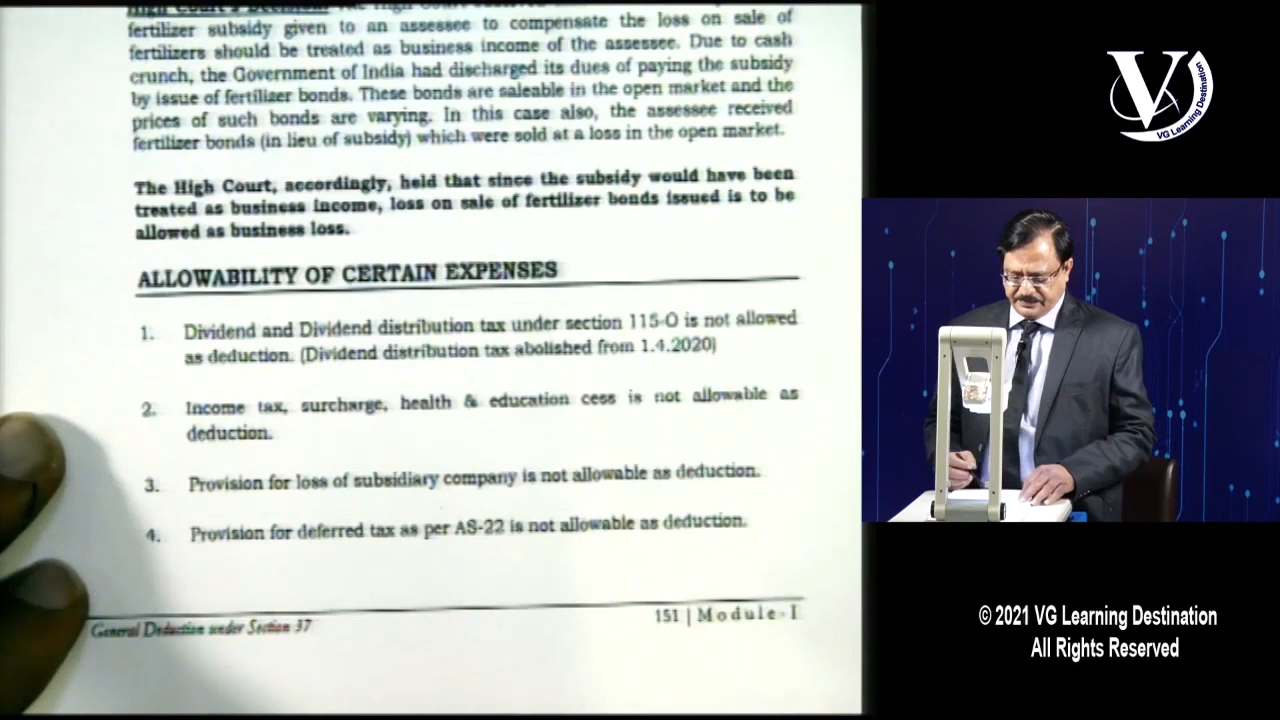 fertilizer subsidy given to an assessee to compensate the loss on sale of
fertilizers should be treated as business income of the assessee. Due to cash
crunch, the Government of India had discharged its dues of paying the subsidy
by issue of fertilizer bonds. These bonds are saleable in the open market and the
prices of such bonds are varying. In this case also, the assessee received
fertilizer bonds (in lieu of subsidy) which were sold at a loss in the open market.
The High Court, accordingly, held that since the subsidy would have been
treated as business income, loss on sale of fertilizer bonds issued is to be
allowed as business loss.
ALLOWABILITY OF CERTAIN EXPENSES
1. Dividend and Dividend distribution tax under section 115-O is not allowed
as deduction. (Dividend distribution tax abolished from 1.4.2020)
2. Income tax, surcharge, health & education cess is not allowable as
deduction.
3. Provision for loss of subsidiary company is not allowable as deduction.
4. Provision for deferred tax as per AS-22 is not allowable as deduction.
General Deduction under Section 37
151 | Module-I
V
VG Learning Destination
© 2021 VG Learning Destination
All Rights Reserved